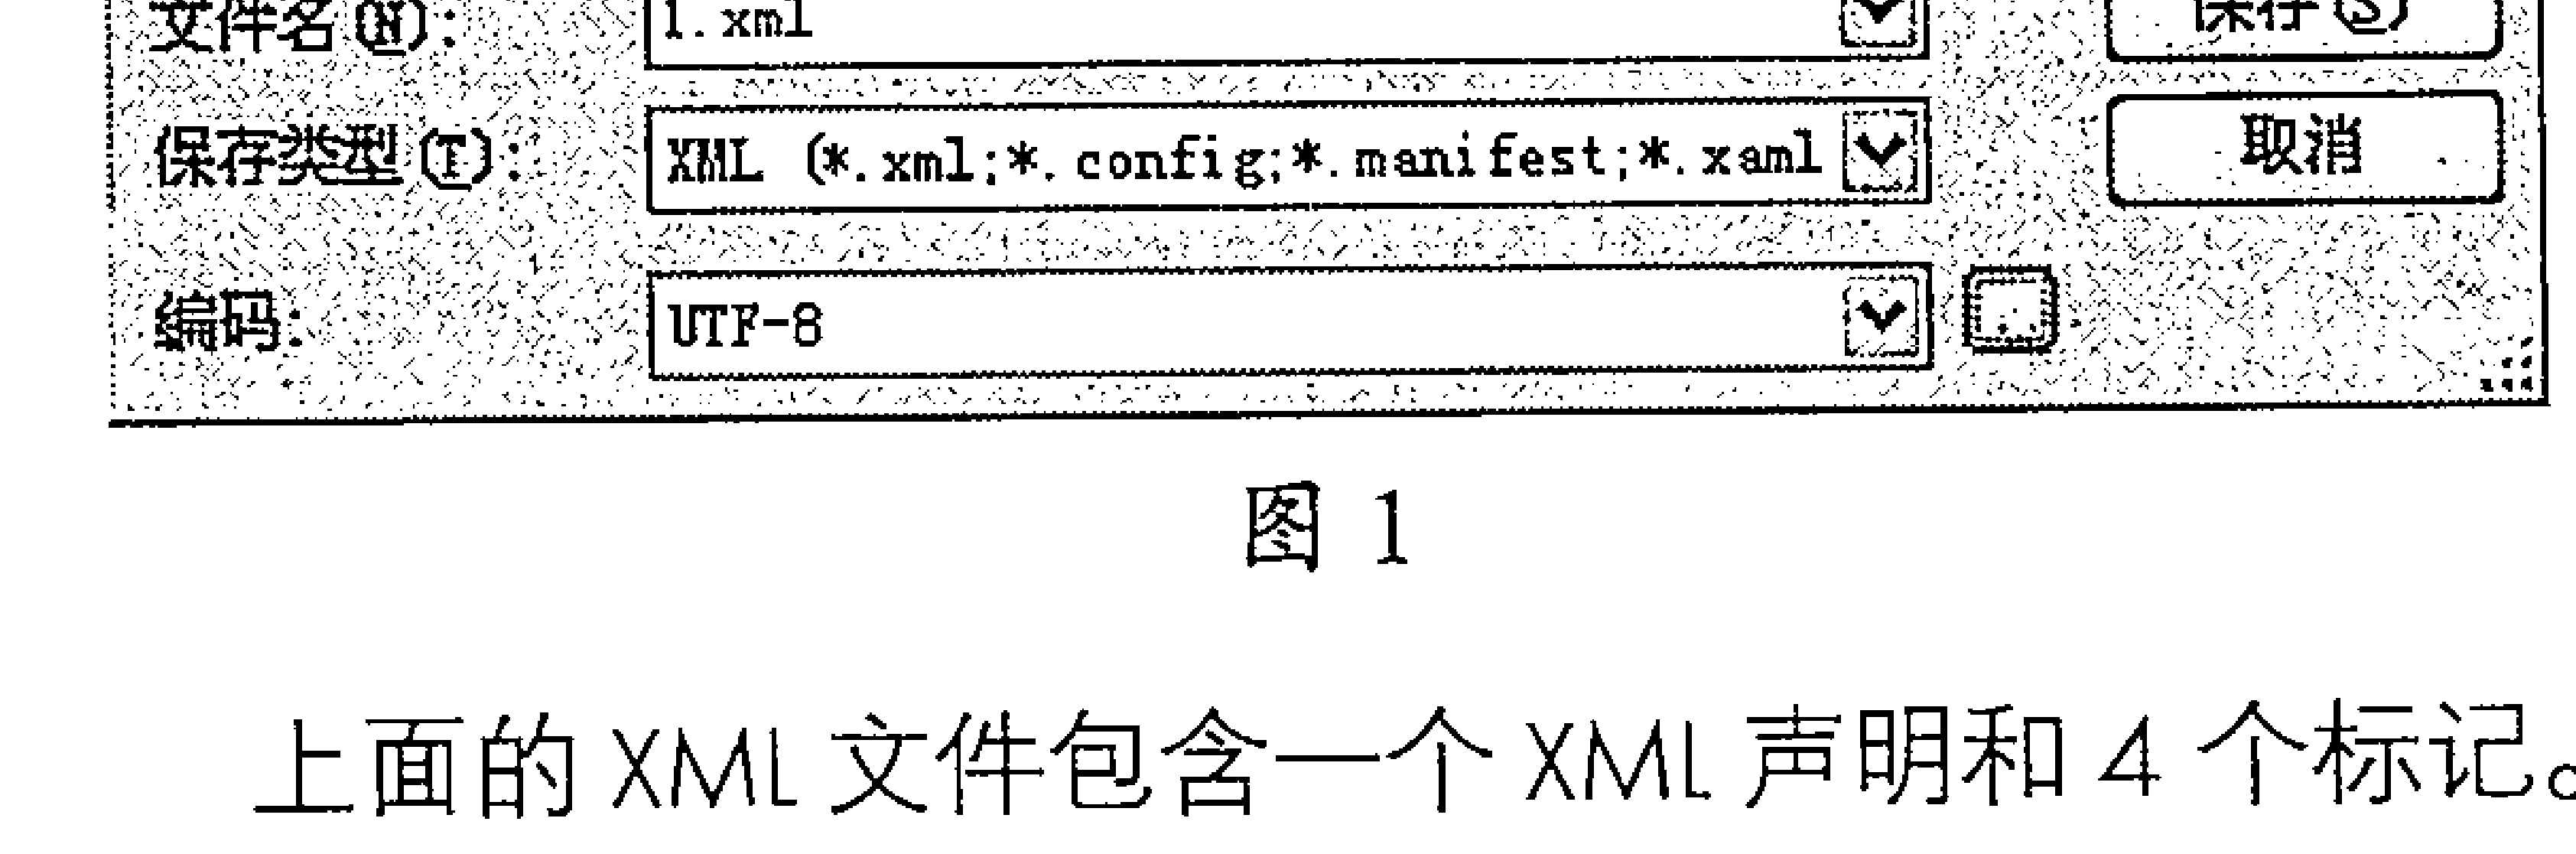 文件名(N): 1.xml 保存(S)
保存类型(T): XML (*.xml;*.config;*.manifest;*.xaml 取消
编码: UTF-8
图 1
上面的 XML 文件包含一个 XML 声明和 4 个标记。